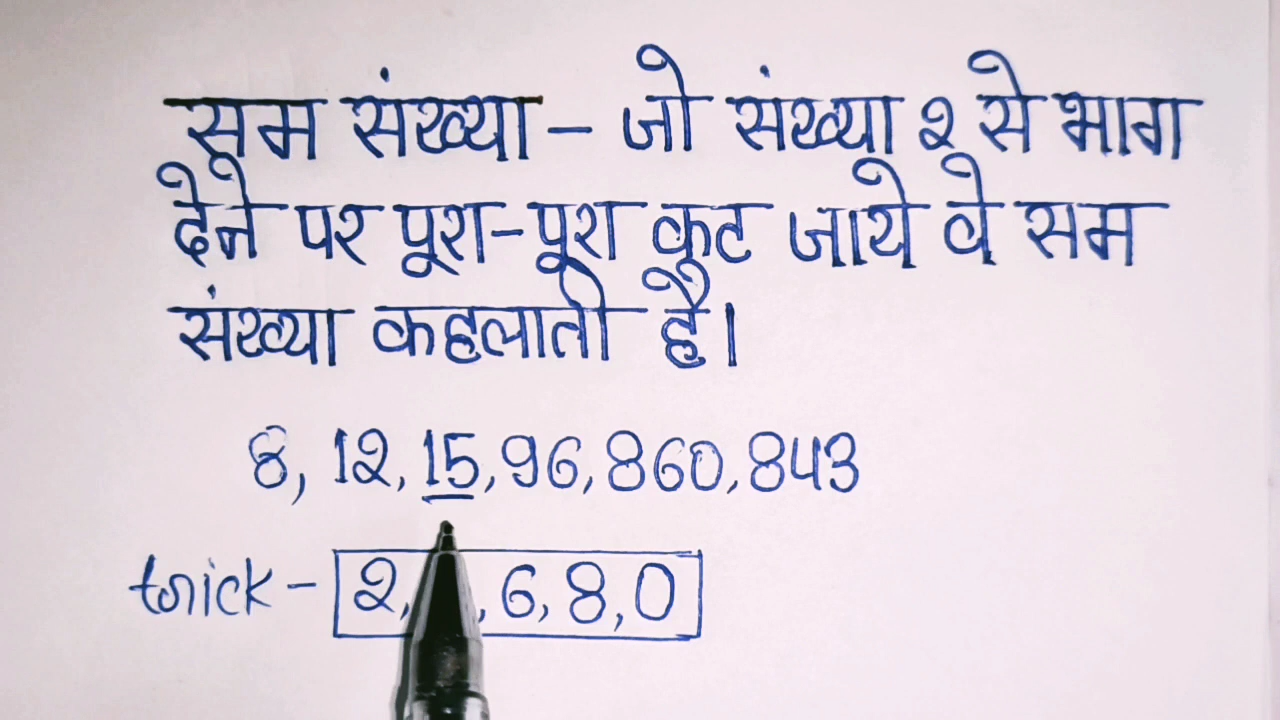 सम संख्या - जो संख्या 2 से भाग
देने पर पूरा-पूरा कट जाये वे सम
संख्या कहलाती है।
8, 12, 15, 96, 860, 843
trick - 2, , 6, 8, 0